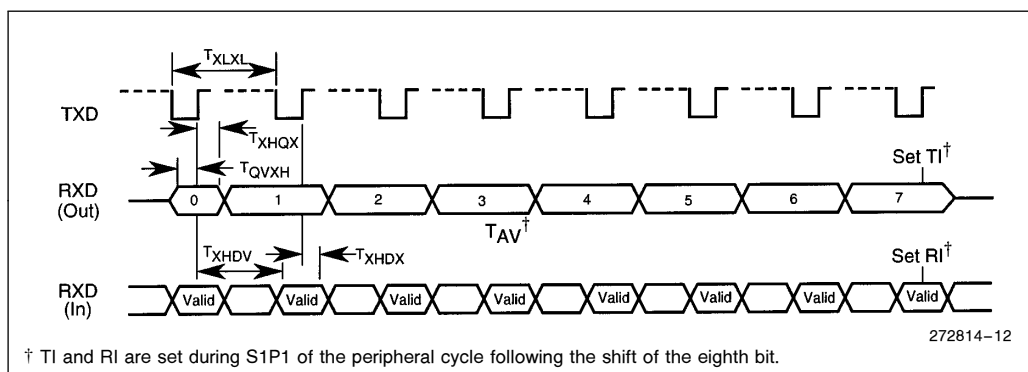 TXLXL
TXD
TXHQX
TQVXH
Set TI†
RXD
(Out)
0 1 2 3 4 5 6 7
TAV†
TXHDV
TXHDX
Set RI†
RXD
(In)
Valid Valid Valid Valid Valid Valid Valid Valid
272814–12
† TI and RI are set during S1P1 of the peripheral cycle following the shift of the eighth bit.